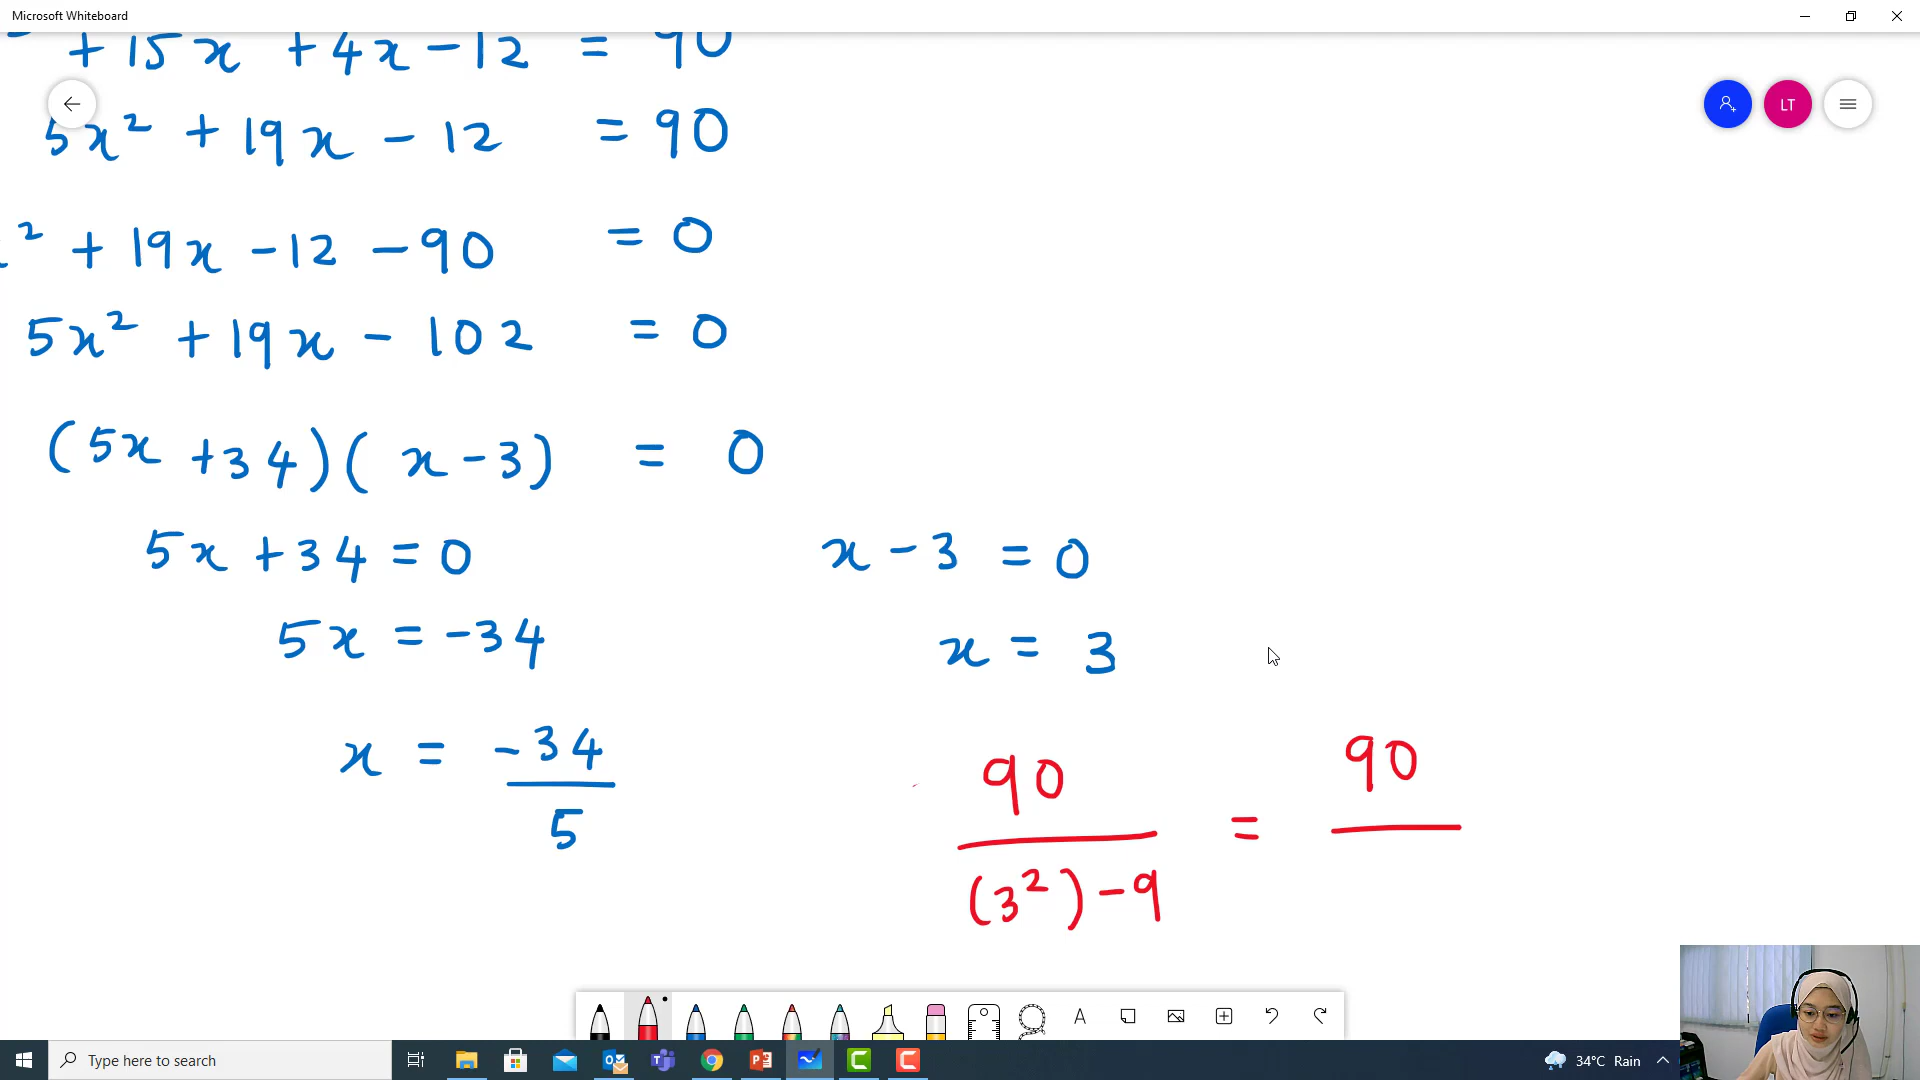 Microsoft Whiteboard
+ 15x + 4x - 12 = 90
5x² + 19x - 12 = 90
² + 19x - 12 - 90 = 0
5x² + 19x - 102 = 0
(5x + 34)(x - 3) = 0
5x + 34 = 0
x - 3 = 0
5x = -34
x = 3
x = -34/5
90/((3²) - 9) = 90/
LT
A
Type here to search
34°C Rain